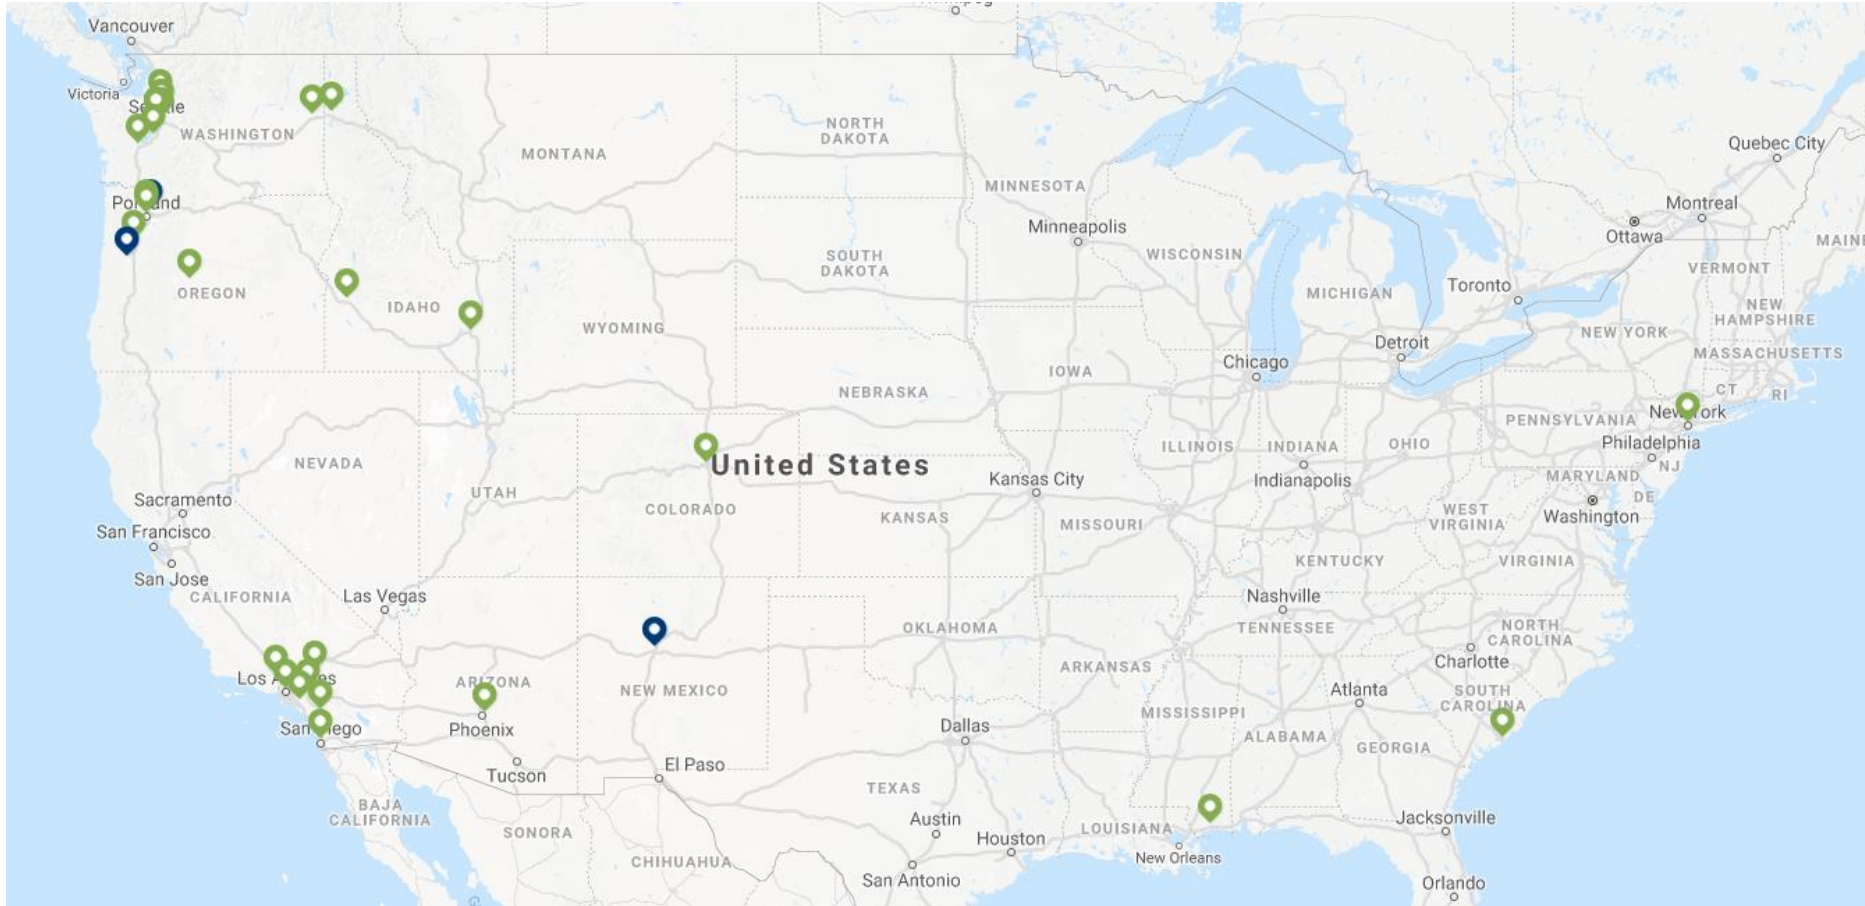 Vancouver
Victoria
WASHINGTON
MONTANA
NORTH
DAKOTA
MINNESOTA
Minneapolis
SOUTH
DAKOTA
WISCONSIN
MICHIGAN
Quebec City
Montreal
Ottawa
MAINE
VERMONT
Toronto
NEW
HAMPSHIRE
NEW YORK
MASSACHUSETTS
CT
RI
OREGON
IDAHO
WYOMING
Detroit
Chicago
IOWA
NEBRASKA
PENNSYLVANIA
Philadelphia
NJ
ILLINOIS
INDIANA
OHIO
NEVADA
United States
UTAH
COLORADO
Kansas City
Indianapolis
MARYLAND
DE
Washington
Sacramento
San Francisco
San Jose
KANSAS
MISSOURI
WEST
VIRGINIA
KENTUCKY
VIRGINIA
CALIFORNIA
Las Vegas
Nashville
TENNESSEE
OKLAHOMA
NORTH
CAROLINA
Charlotte
ARKANSAS
ARIZONA
NEW MEXICO
Phoenix
Tucson
El Paso
Dallas
MISSISSIPPI
ALABAMA
Atlanta
GEORGIA
SOUTH
CAROLINA
BAJA
CALIFORNIA
SONORA
CHIHUAHUA
TEXAS
Austin
Houston
San Antonio
LOUISIANA
New Orleans
Jacksonville
Orlando